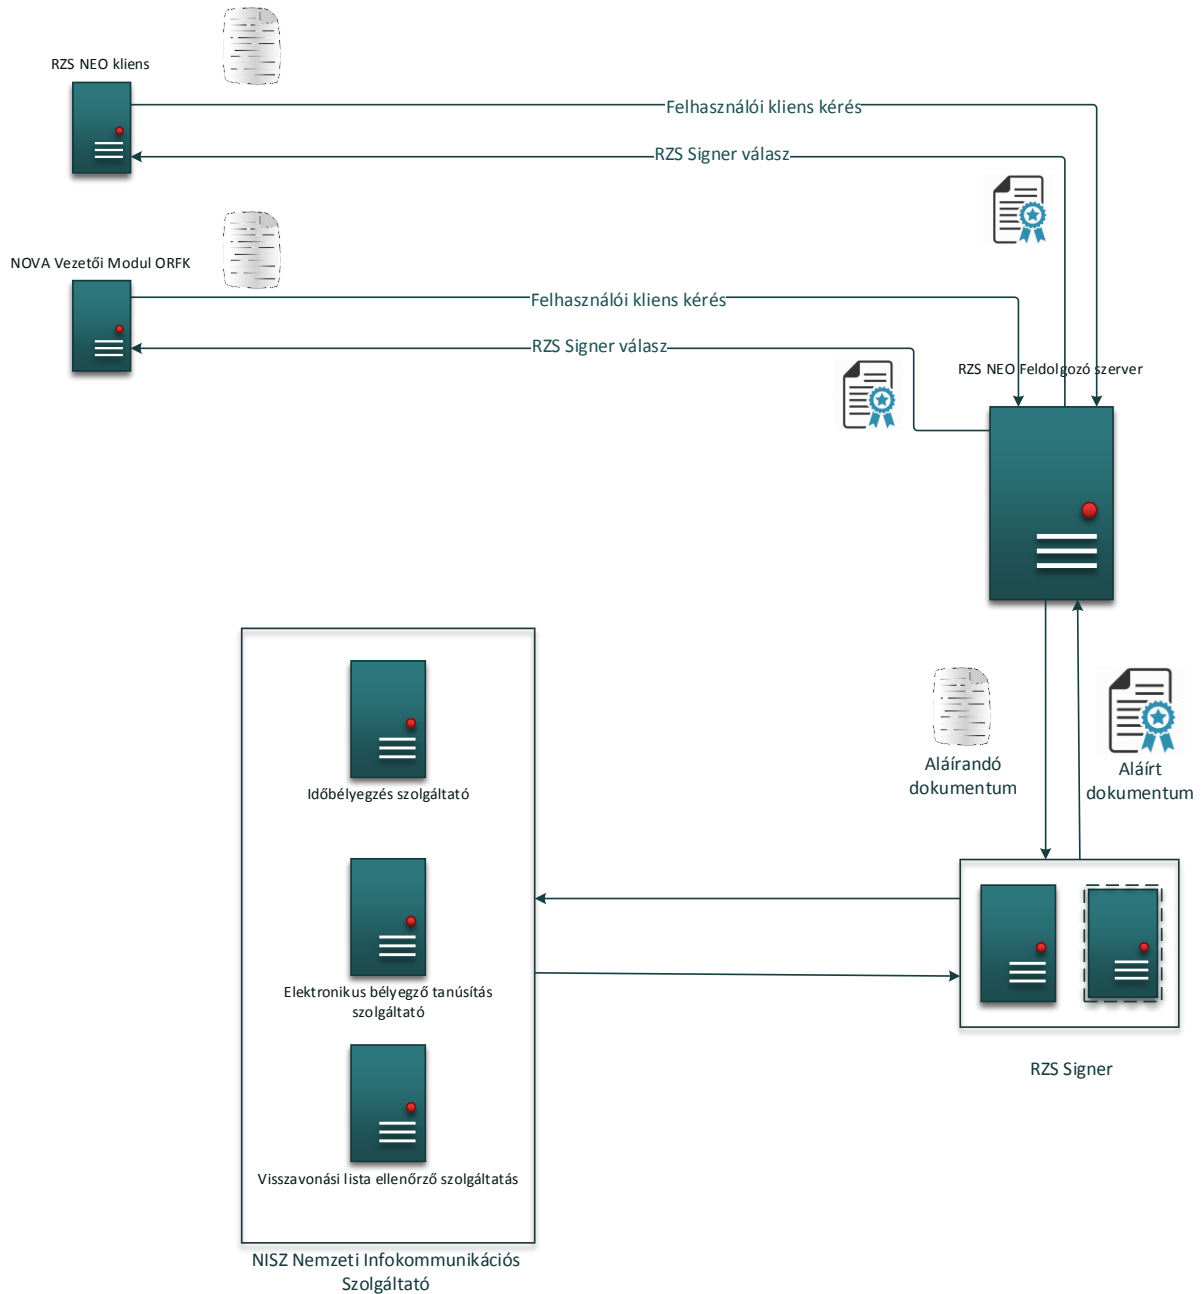 RZS NEO kliens
Felhasználói kliens kérés
RZS Signer válasz
NOVA Vezetői Modul ORFK
Felhasználói kliens kérés
RZS Signer válasz
RZS NEO Feldolgozó szerver
Aláírandó
dokumentum
Aláírt
dokumentum
Időbélyegzés szolgáltató
Elektronikus bélyegző tanúsítás
szolgáltató
RZS Signer
Visszavonási lista ellenőrző szolgáltatás
NISZ Nemzeti Infokommunikációs
Szolgáltató